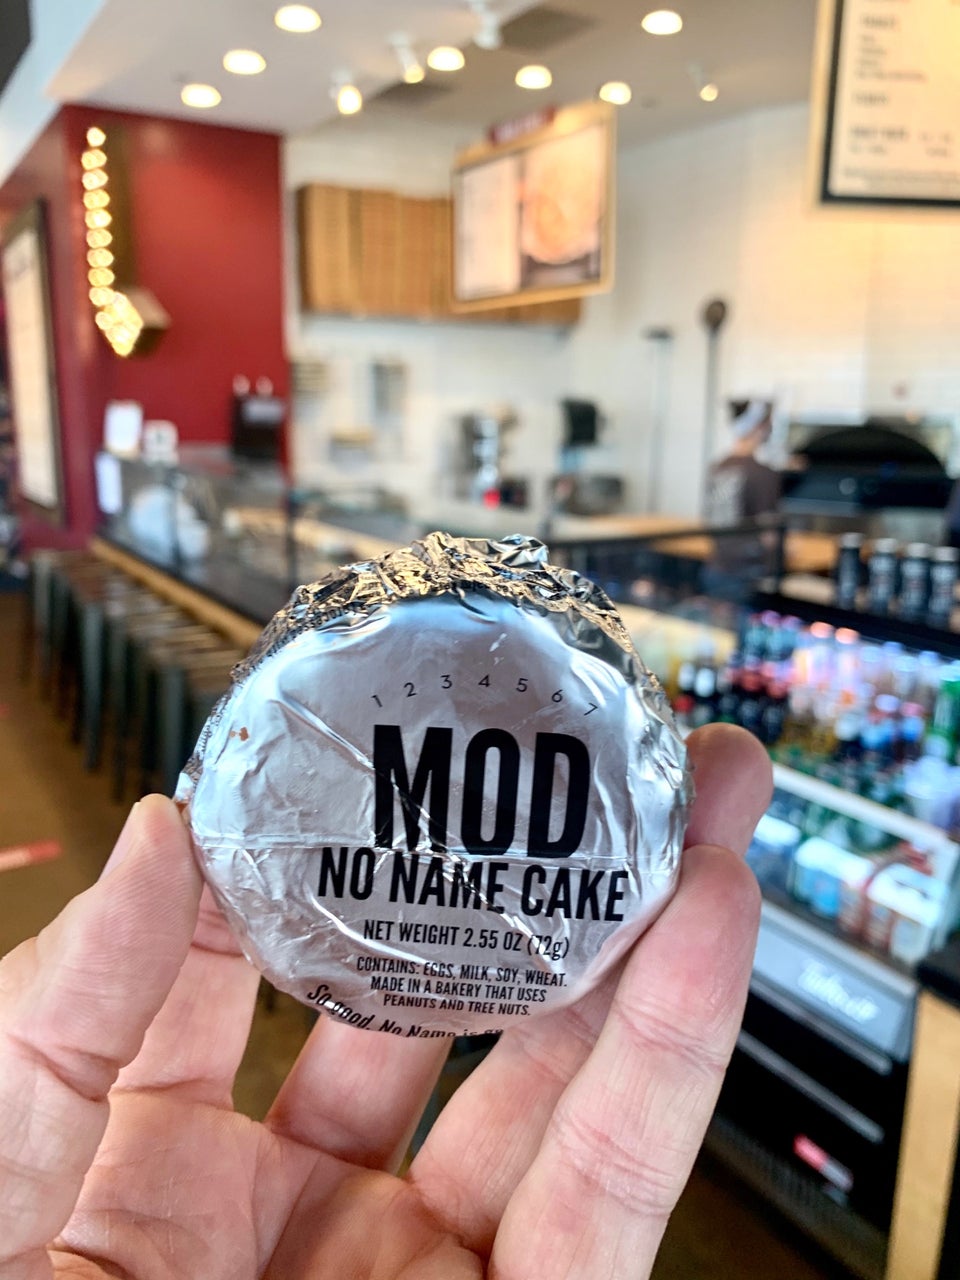 1 2 3 4 5 6 7
MOD
NO NAME CAKE
NET WEIGHT 2.55 OZ (72g)
CONTAINS: EGGS, MILK, SOY, WHEAT.
MADE IN A BAKERY THAT USES
PEANUTS AND TREE NUTS.
So good, No Name is